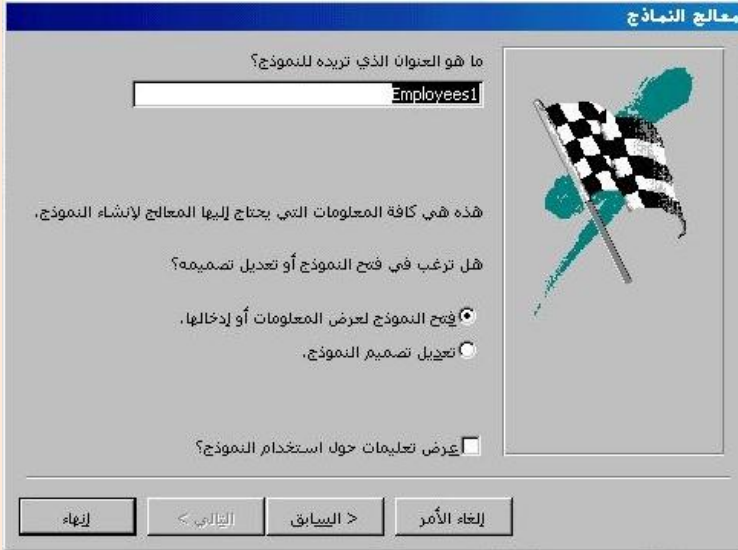 معالج النماذج
ما هو العنوان الذي تريده للنموذج؟
Employees1
هذه هي كافة المعلومات التي يحتاج إليها المعالج لإنشاء النموذج.
هل ترغب في فتح النموذج أو تعديل تصميمه؟
فتح النموذج لعرض المعلومات أو إدخالها.
تعديل تصميم النموذج.
عرض تعليمات حول استخدام النموذج؟
إلغاء الأمر
< السابق
التالي >
إنهاء